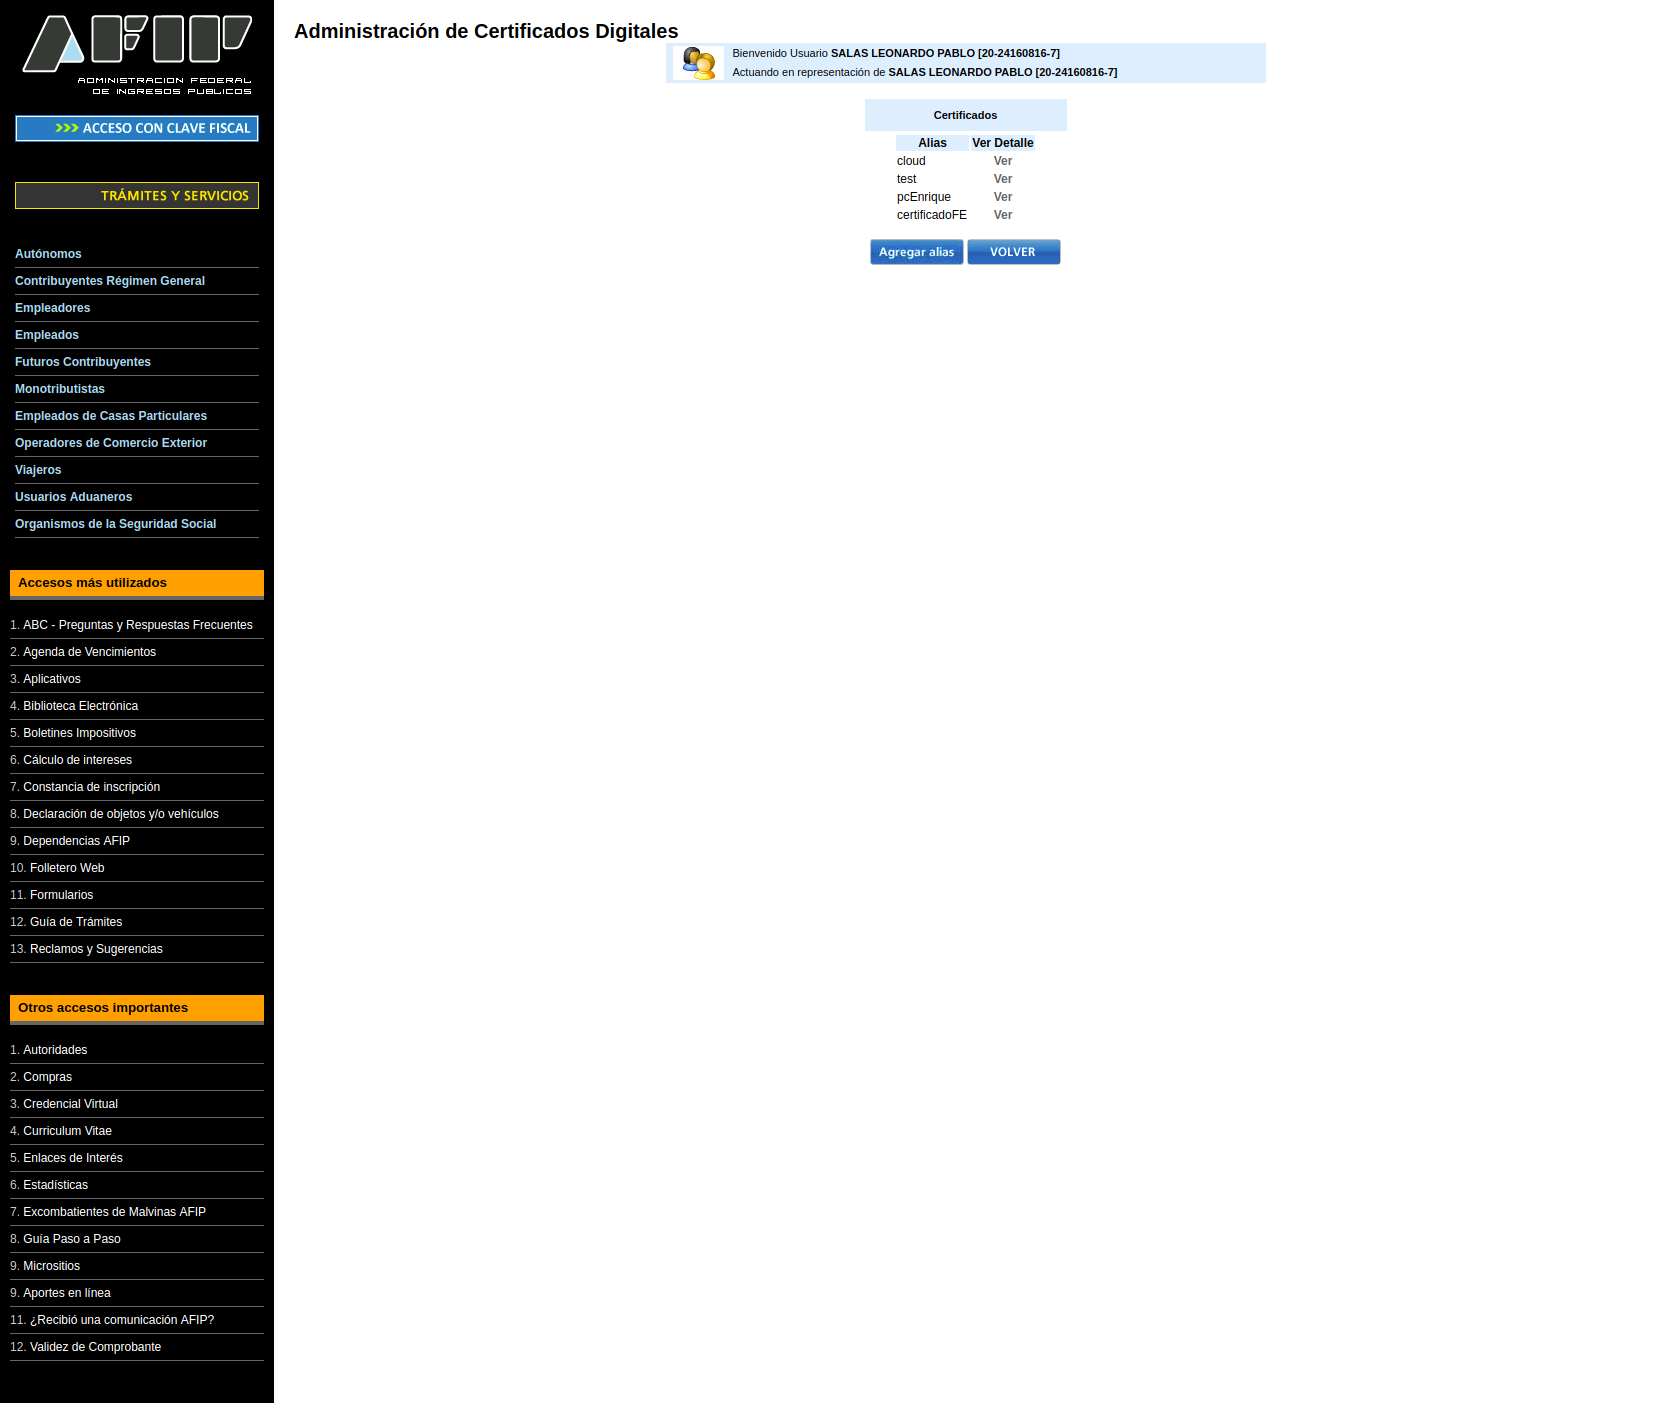 AFIP
ADMINISTRACION FEDERAL
DE INGRESOS PUBLICOS
>>> ACCESO CON CLAVE FISCAL
TRÁMITES Y SERVICIOS
Autónomos
Contribuyentes Régimen General
Empleadores
Empleados
Futuros Contribuyentes
Monotributistas
Empleados de Casas Particulares
Operadores de Comercio Exterior
Viajeros
Usuarios Aduaneros
Organismos de la Seguridad Social
Accesos más utilizados
1. ABC - Preguntas y Respuestas Frecuentes
2. Agenda de Vencimientos
3. Aplicativos
4. Biblioteca Electrónica
5. Boletines Impositivos
6. Cálculo de intereses
7. Constancia de inscripción
8. Declaración de objetos y/o vehículos
9. Dependencias AFIP
10. Folletero Web
11. Formularios
12. Guía de Trámites
13. Reclamos y Sugerencias
Otros accesos importantes
1. Autoridades
2. Compras
3. Credencial Virtual
4. Curriculum Vitae
5. Enlaces de Interés
6. Estadísticas
7. Excombatientes de Malvinas AFIP
8. Guía Paso a Paso
9. Micrositios
9. Aportes en línea
11. ¿Recibió una comunicación AFIP?
12. Validez de Comprobante
Administración de Certificados Digitales
Bienvenido Usuario SALAS LEONARDO PABLO [20-24160816-7]
Actuando en representación de SALAS LEONARDO PABLO [20-24160816-7]
Certificados
Alias Ver Detalle
cloud Ver
test Ver
pcEnrique Ver
certificadoFE Ver
Agregar alias VOLVER